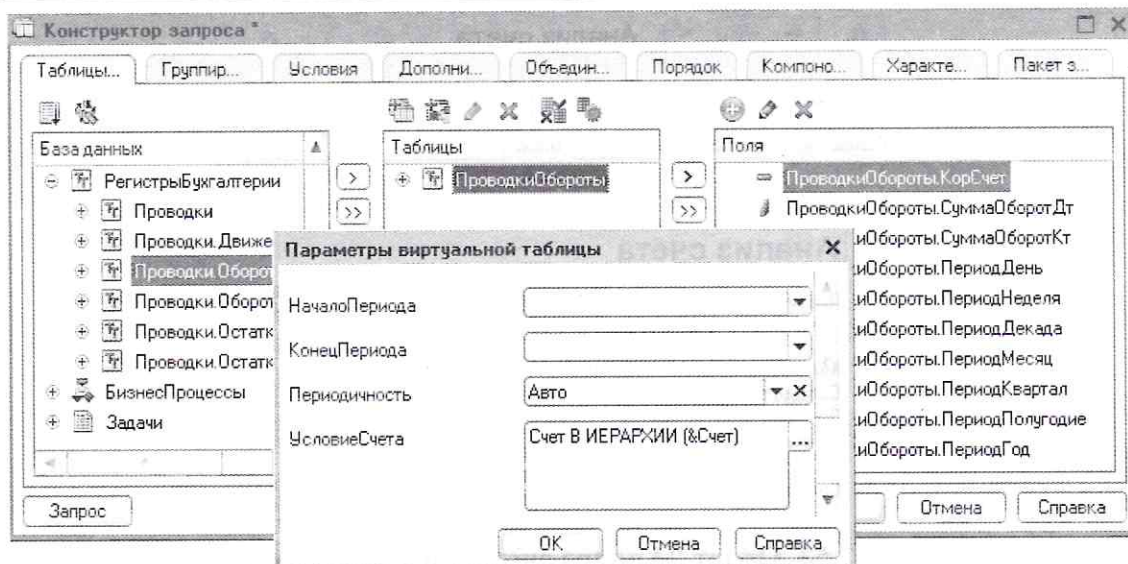 Конструктор запроса *
Таблицы... Группир... Условия Дополни... Объедин... Порядок Компоно... Характе... Пакет з...
База данных
РегистрыБухгалтерии
Проводки
Проводки.Движе
Проводки.Оборот
Проводки.Оборот
Проводки.Остатк
Проводки.Остатк
БизнесПроцессы
Задачи
Таблицы
ПроводкиОбороты
Поля
ПроводкиОбороты.КорСчет
ПроводкиОбороты.СуммаОборотДт
иОбороты.СуммаОборотКт
иОбороты.ПериодДень
иОбороты.ПериодНеделя
иОбороты.ПериодДекада
иОбороты.ПериодМесяц
иОбороты.ПериодКвартал
иОбороты.ПериодПолугодие
иОбороты.ПериодГод
Параметры виртуальной таблицы
НачалоПериода
КонецПериода
Периодичность Авто
УсловиеСчета Счет В ИЕРАРХИИ (&Счет)
...
OK Отмена Справка
Запрос Отмена Справка